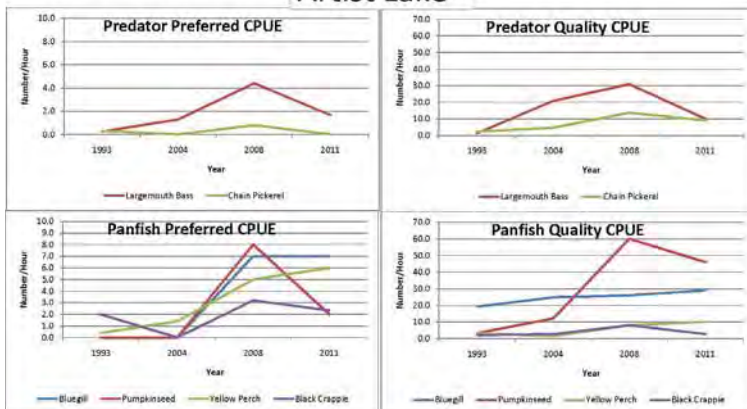 Artist Lake
Predator Preferred CPUE
Number/Hour
6.0
4.0
2.0
0.0
1993 2004 2008 2011
Year
Largemouth Bass Chain Pickerel
Predator Quality CPUE
Number/Hour
70.0
60.0
50.0
40.0
30.0
20.0
10.0
0.0
1993 2004 2008 2011
Year
Largemouth Bass Chain Pickerel
Panfish Preferred CPUE
Number/Hour
10.0
9.0
8.0
7.0
6.0
5.0
4.0
3.0
2.0
1.0
0.0
1993 2004 2008 2011
Year
Bluegill Pumpkinseed Yellow Perch Black Crappie
Panfish Quality CPUE
Number/Hour
70.0
60.0
50.0
40.0
30.0
20.0
10.0
0.0
1993 2004 2008 2011
Year
Bluegill Pumpkinseed Yellow Perch Black Crappie